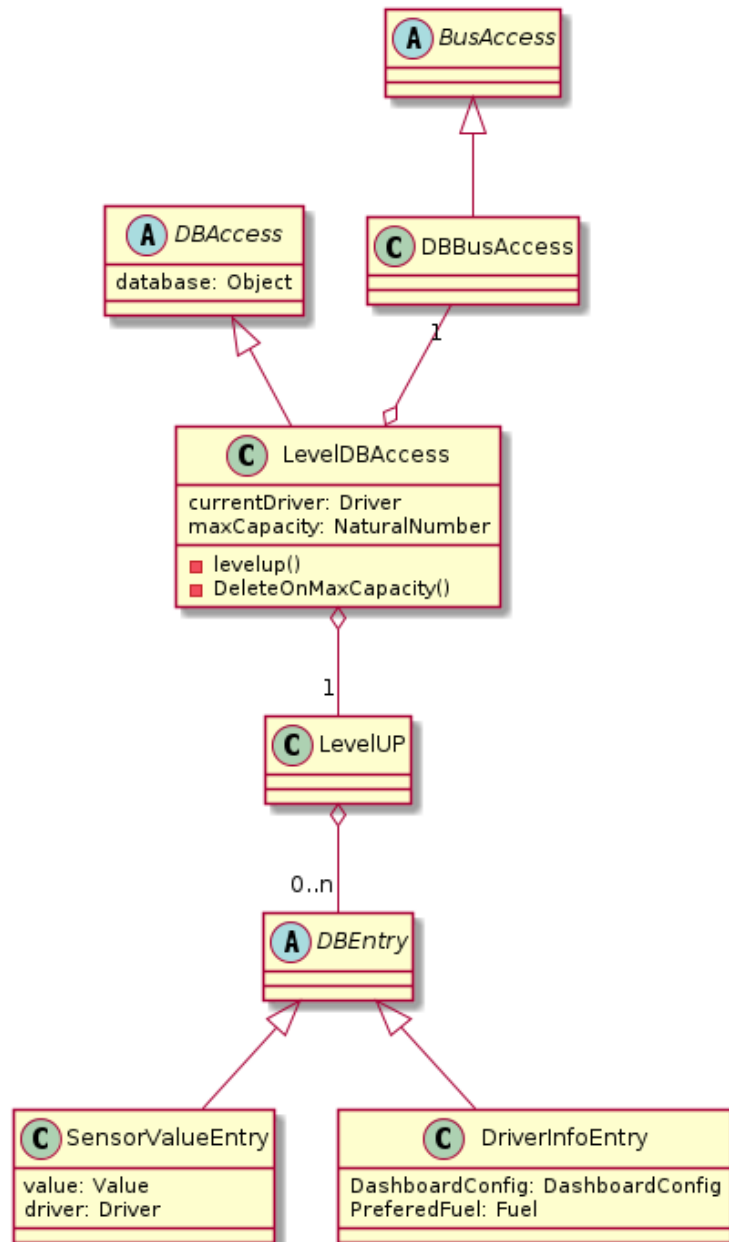 A BusAccess
A DBAccess
database: Object
C DBBusAccess
1
C LevelDBAccess
currentDriver: Driver
maxCapacity: NaturalNumber
levelup()
DeleteOnMaxCapacity()
1
C LevelUP
0..n
A DBEntry
C SensorValueEntry
value: Value
driver: Driver
C DriverInfoEntry
DashboardConfig: DashboardConfig
PreferedFuel: Fuel